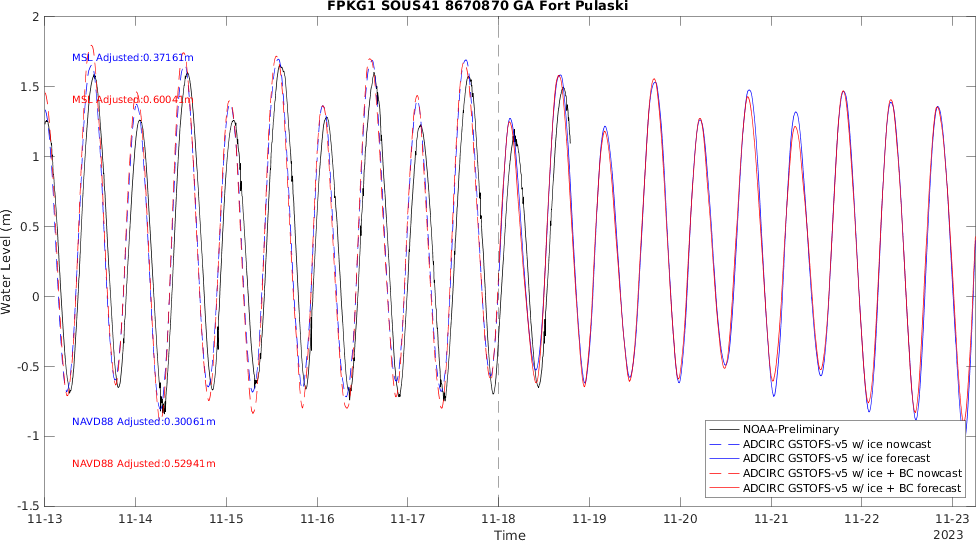 FPKG1 SOUS41 8670870 GA Fort Pulaski
2
1.5
1
0.5
0
-0.5
-1
-1.5
Water Level (m)
MSL Adjusted:0.37161m
MSL Adjusted:0.60041m
NAVD88 Adjusted:0.30061m
NAVD88 Adjusted:0.52941m
NOAA-Preliminary
ADCIRC GSTOFS-v5 w/ ice nowcast
ADCIRC GSTOFS-v5 w/ ice forecast
ADCIRC GSTOFS-v5 w/ ice + BC nowcast
ADCIRC GSTOFS-v5 w/ ice + BC forecast
11-13 11-14 11-15 11-16 11-17 11-18 11-19 11-20 11-21 11-22 11-23
Time
2023